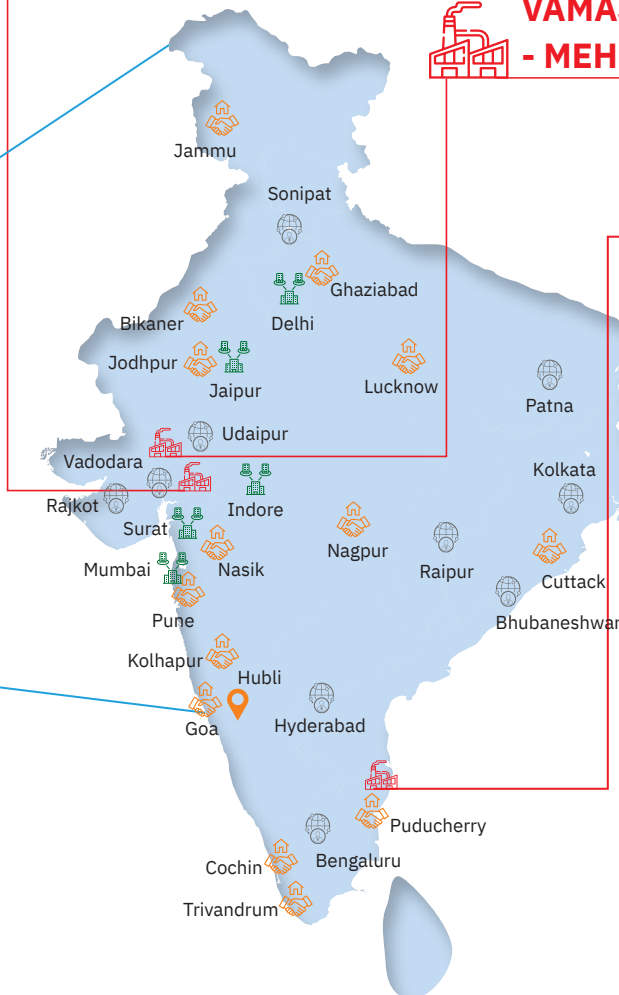 VAMA
- MEH
Jammu
Sonipat
Ghaziabad
Delhi
Bikaner
Jodhpur
Jaipur
Lucknow
Patna
Udaipur
Vadodara
Kolkata
Rajkot
Indore
Surat
Nagpur
Raipur
Mumbai
Nasik
Cuttack
Pune
Bhubaneshwar
Kolhapur
Hubli
Goa
Hyderabad
Puducherry
Cochin
Bengaluru
Trivandrum